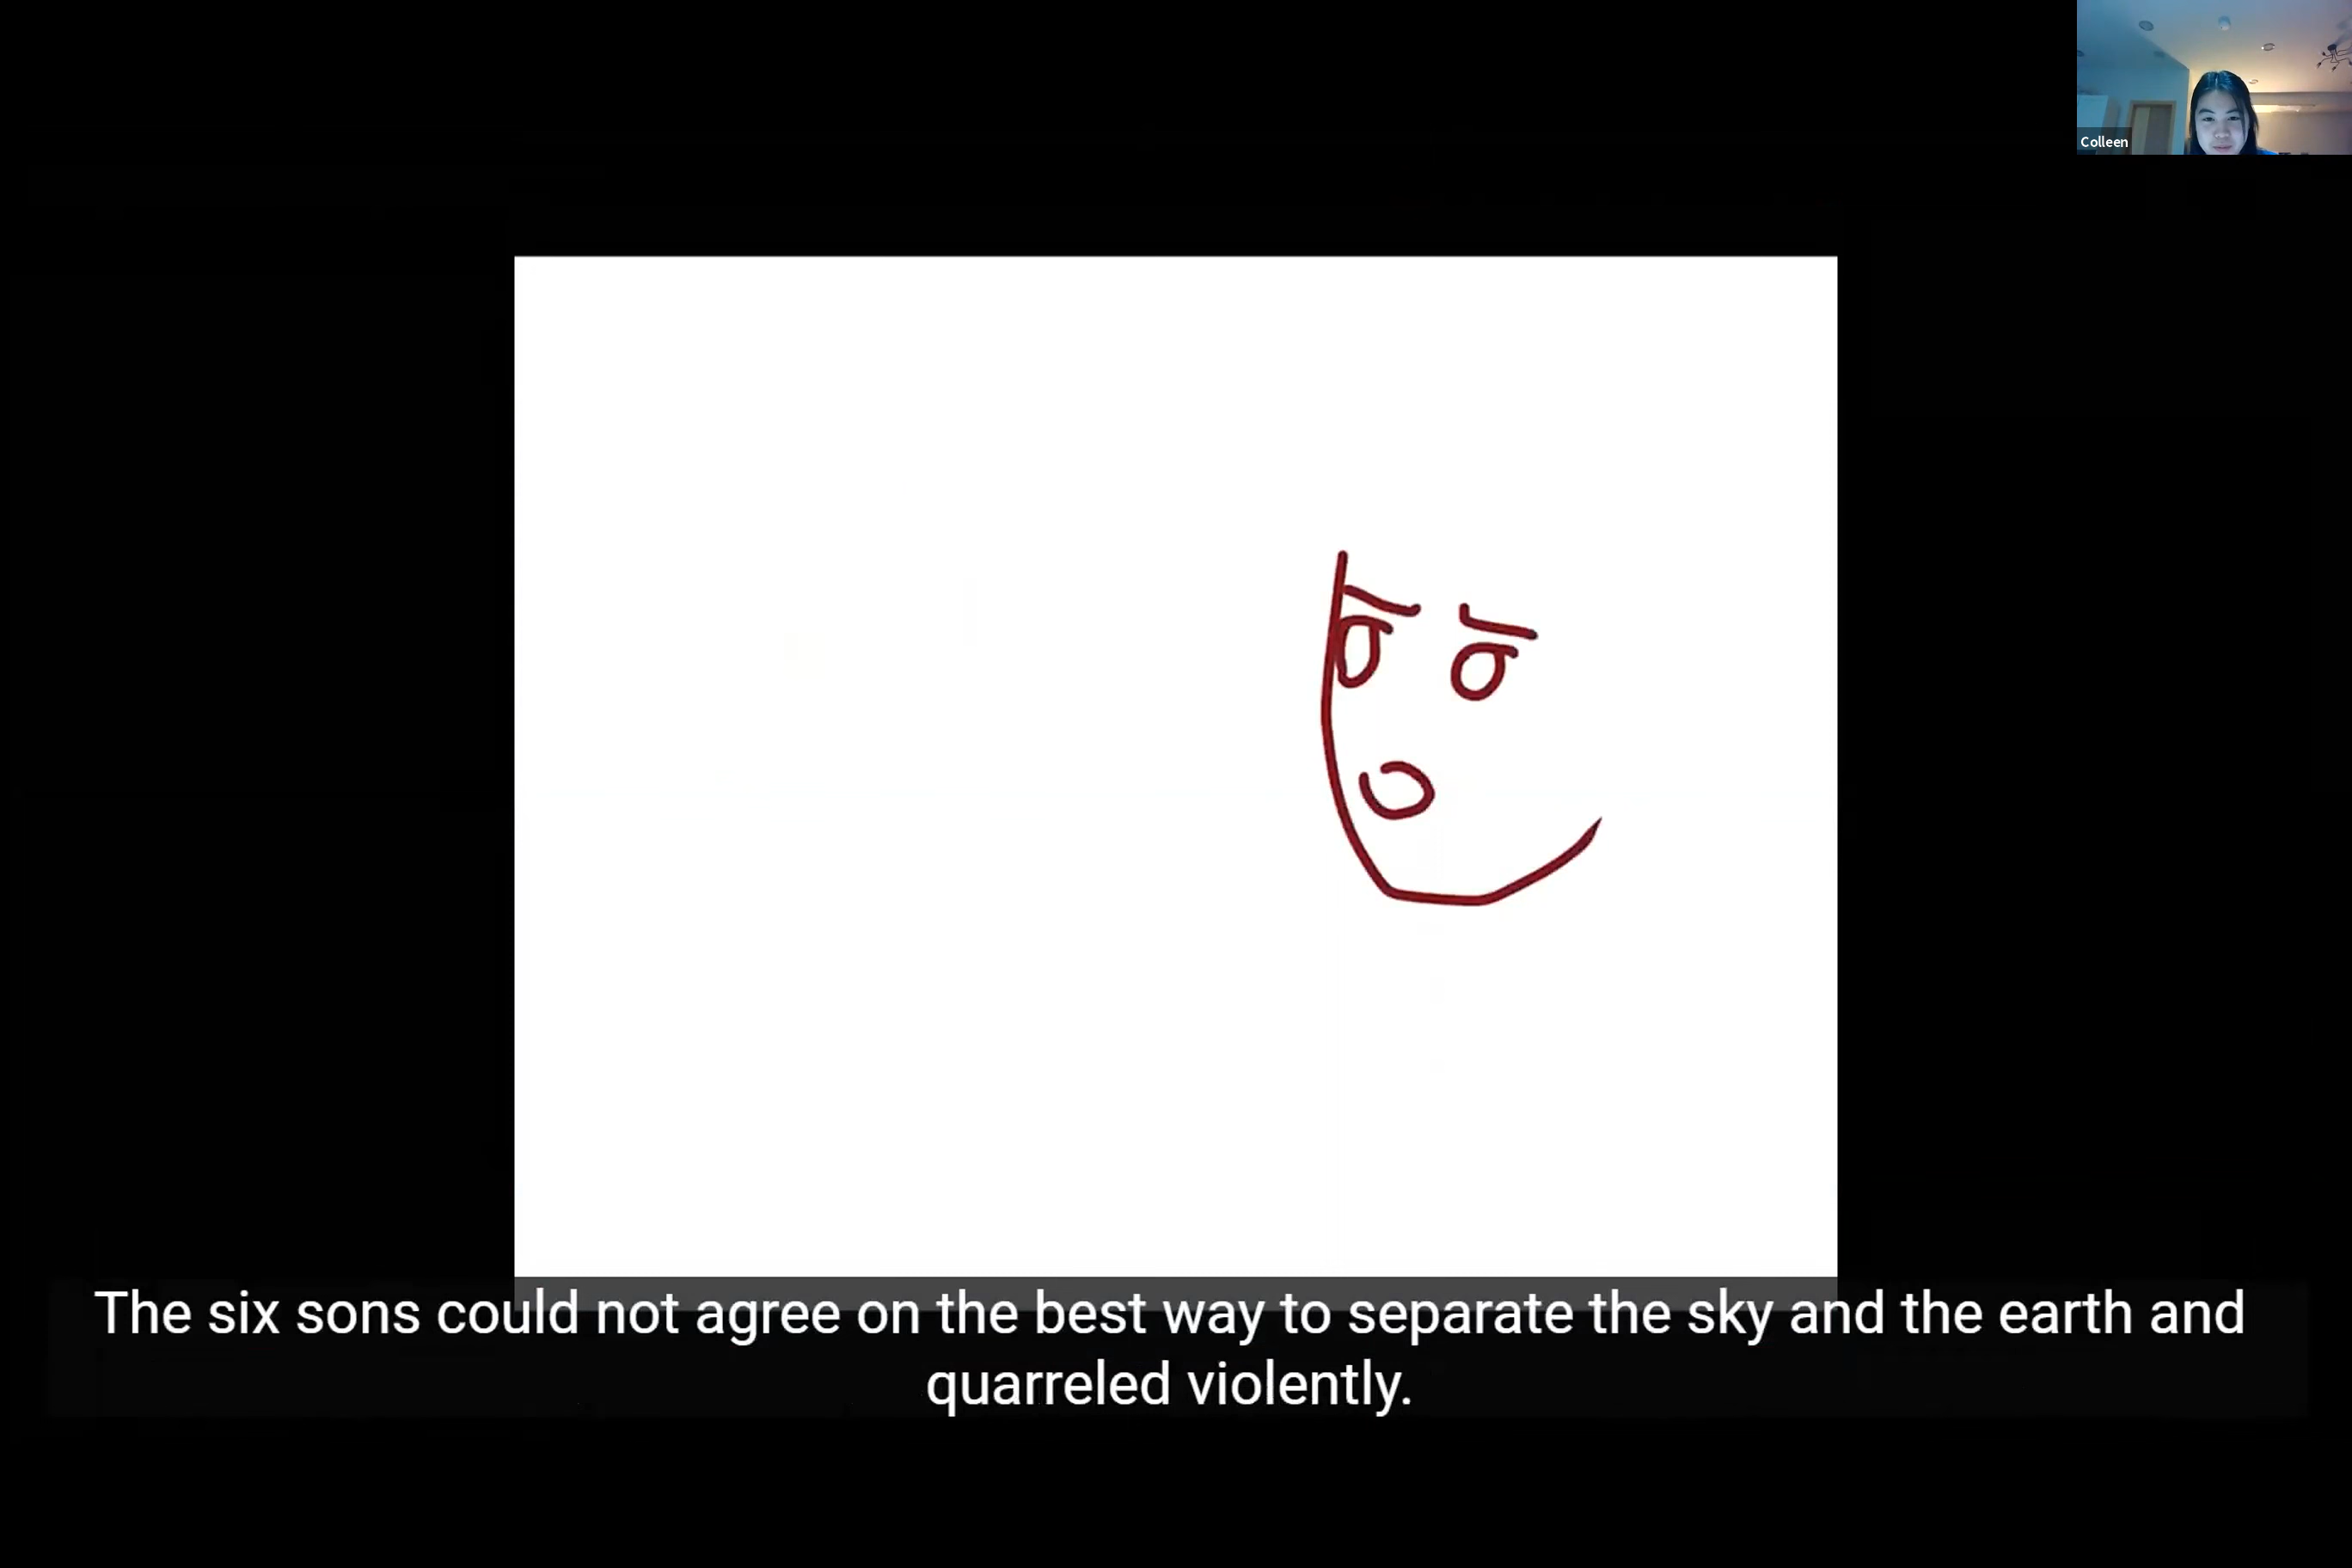 Colleen
The six sons could not agree on the best way to separate the sky and the earth and
quarreled violently.